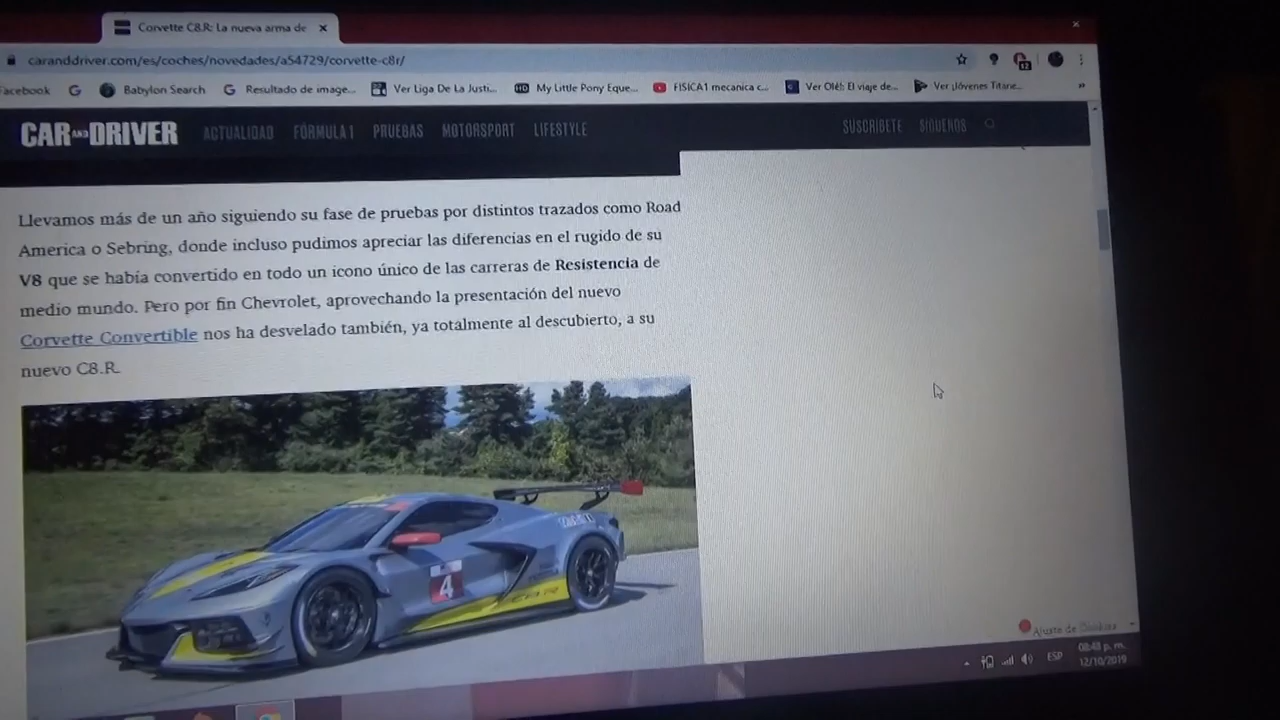 Corvette C8.R: La nueva arma de
caranddriver.com/es/coches/novedades/a54729/corvette-c8r/
Facebook Babylon Search Resultado de image... Ver Liga De La Justi... My Little Pony Eque... FISICA1 mecanica c... Ver Olé!: El viaje de... Ver ¡Jóvenes Titane...
CAR AND DRIVER ACTUALIDAD FÓRMULA 1 PRUEBAS MOTORSPORT LIFESTYLE SUSCRÍBETE SÍGUENOS
Llevamos más de un año siguiendo su fase de pruebas por distintos trazados como Road
America o Sebring, donde incluso pudimos apreciar las diferencias en el rugido de su
V8 que se había convertido en todo un icono único de las carreras de Resistencia de
medio mundo. Pero por fin Chevrolet, aprovechando la presentación del nuevo
Corvette Convertible nos ha desvelado también, ya totalmente al descubierto, a su
nuevo C8.R.
4
C8.R
Ajuste de Cookies
ESP
08:48 p. m.
12/10/2019